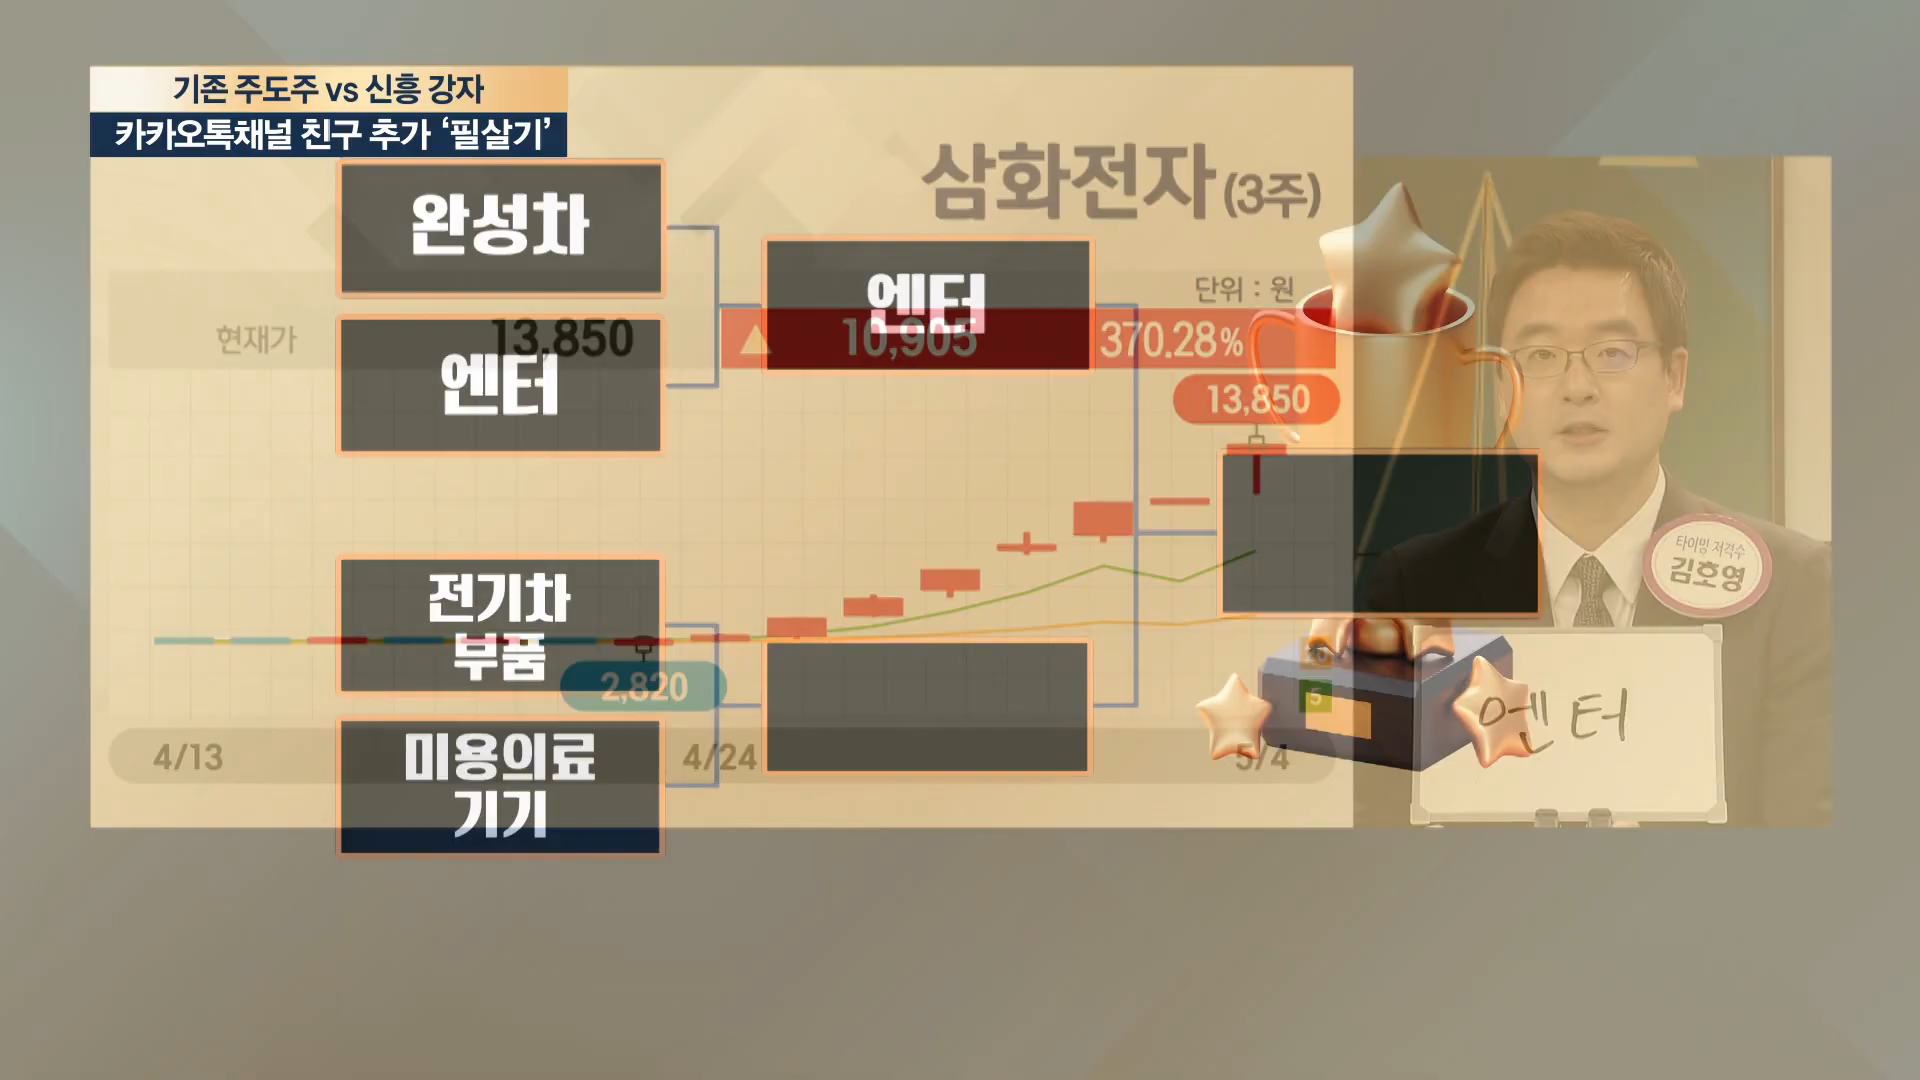 기존 주도주 vs 신흥 강자
카카오톡채널 친구 추가 ‘필살기’
삼화전자(3주)
단위 : 원
현재가 13,850 ▲ 10,905 370.28%
13,850
2,820
4/13 4/24 5/4
5
완성차
엔터
엔터
전기차
부품
미용의료
기기
타이밍 저격수
김호영
엔터